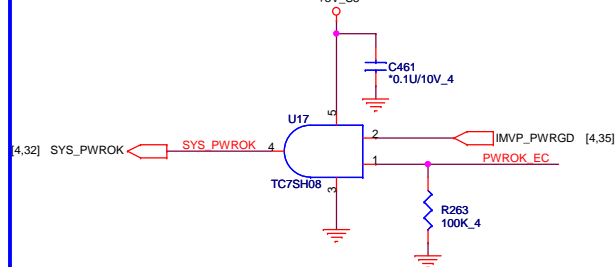 C461
*0.1U/10V_4
U17
5
2
IMVP_PWRGD [4,35]
[4,32] SYS_PWROK
SYS_PWROK
4
1
PWROK_EC
TC7SH08
3
R263
100K_4